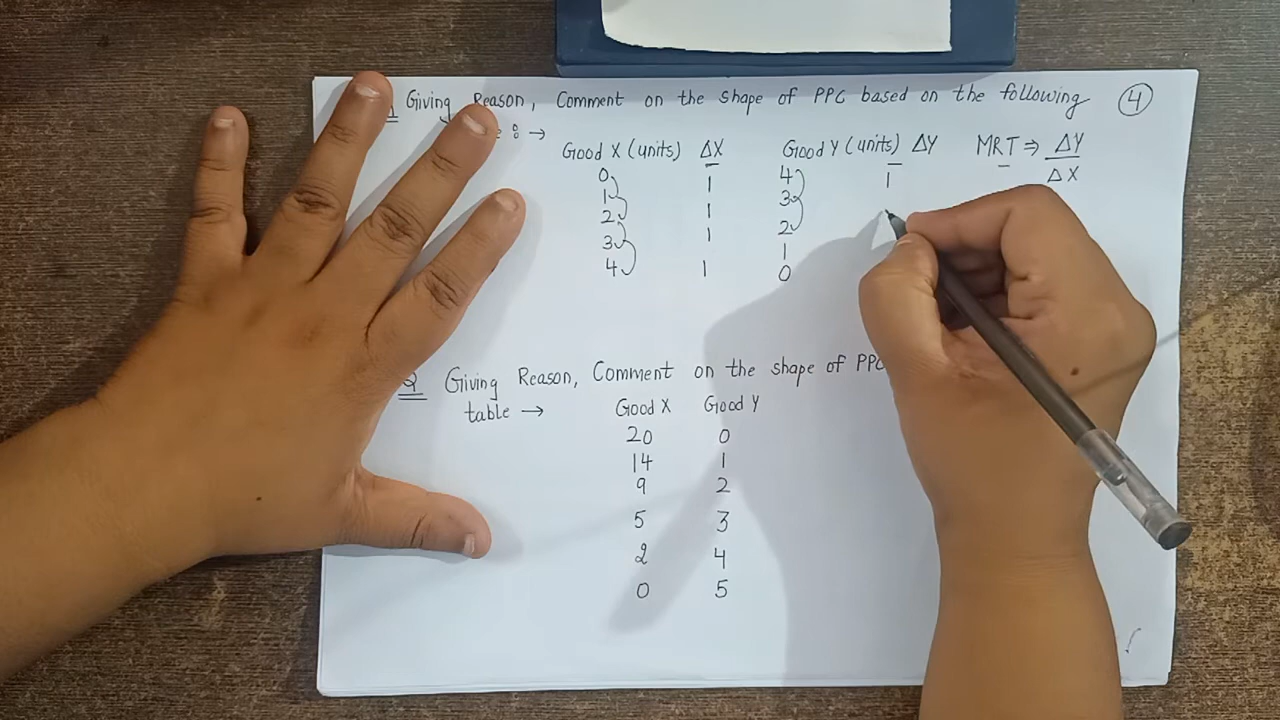 Giving Reason, Comment on the shape of PPC based on the following 4
Good X (units) ΔX Good Y (units) ΔY MRT ⇒ ΔY
ΔX
0 1 4 1
1 1 3
2 1 2
3 1 1
4 0
Q Giving Reason, Comment on the shape of PPC
table → Good X Good Y
20 0
14 1
9 2
5 3
2 4
0 5